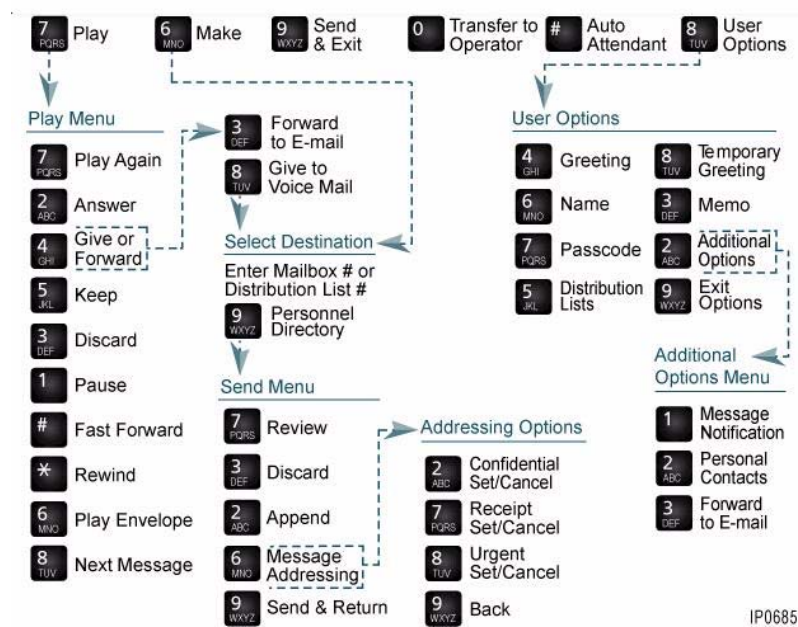 7 PQRS Play
6 MNO Make
9 WXYZ Send & Exit
0 Transfer to Operator
# Auto Attendant
8 TUV User Options
Play Menu
7 PQRS Play Again
2 ABC Answer
4 GHI Give or Forward
5 JKL Keep
3 DEF Discard
1 Pause
# Fast Forward
* Rewind
6 MNO Play Envelope
8 TUV Next Message
3 DEF Forward to E-mail
8 TUV Give to Voice Mail
Select Destination
Enter Mailbox # or
Distribution List #
9 WXYZ Personnel Directory
Send Menu
7 PQRS Review
3 DEF Discard
2 ABC Append
6 MNO Message Addressing
9 WXYZ Send & Return
Addressing Options
2 ABC Confidential Set/Cancel
7 PQRS Receipt Set/Cancel
8 TUV Urgent Set/Cancel
9 WXYZ Back
User Options
4 GHI Greeting
6 MNO Name
7 PQRS Passcode
5 JKL Distribution Lists
8 TUV Temporary Greeting
3 DEF Memo
2 ABC Additional Options
9 WXYZ Exit Options
Additional
Options Menu
1 Message Notification
2 ABC Personal Contacts
3 DEF Forward to E-mail
IP0685